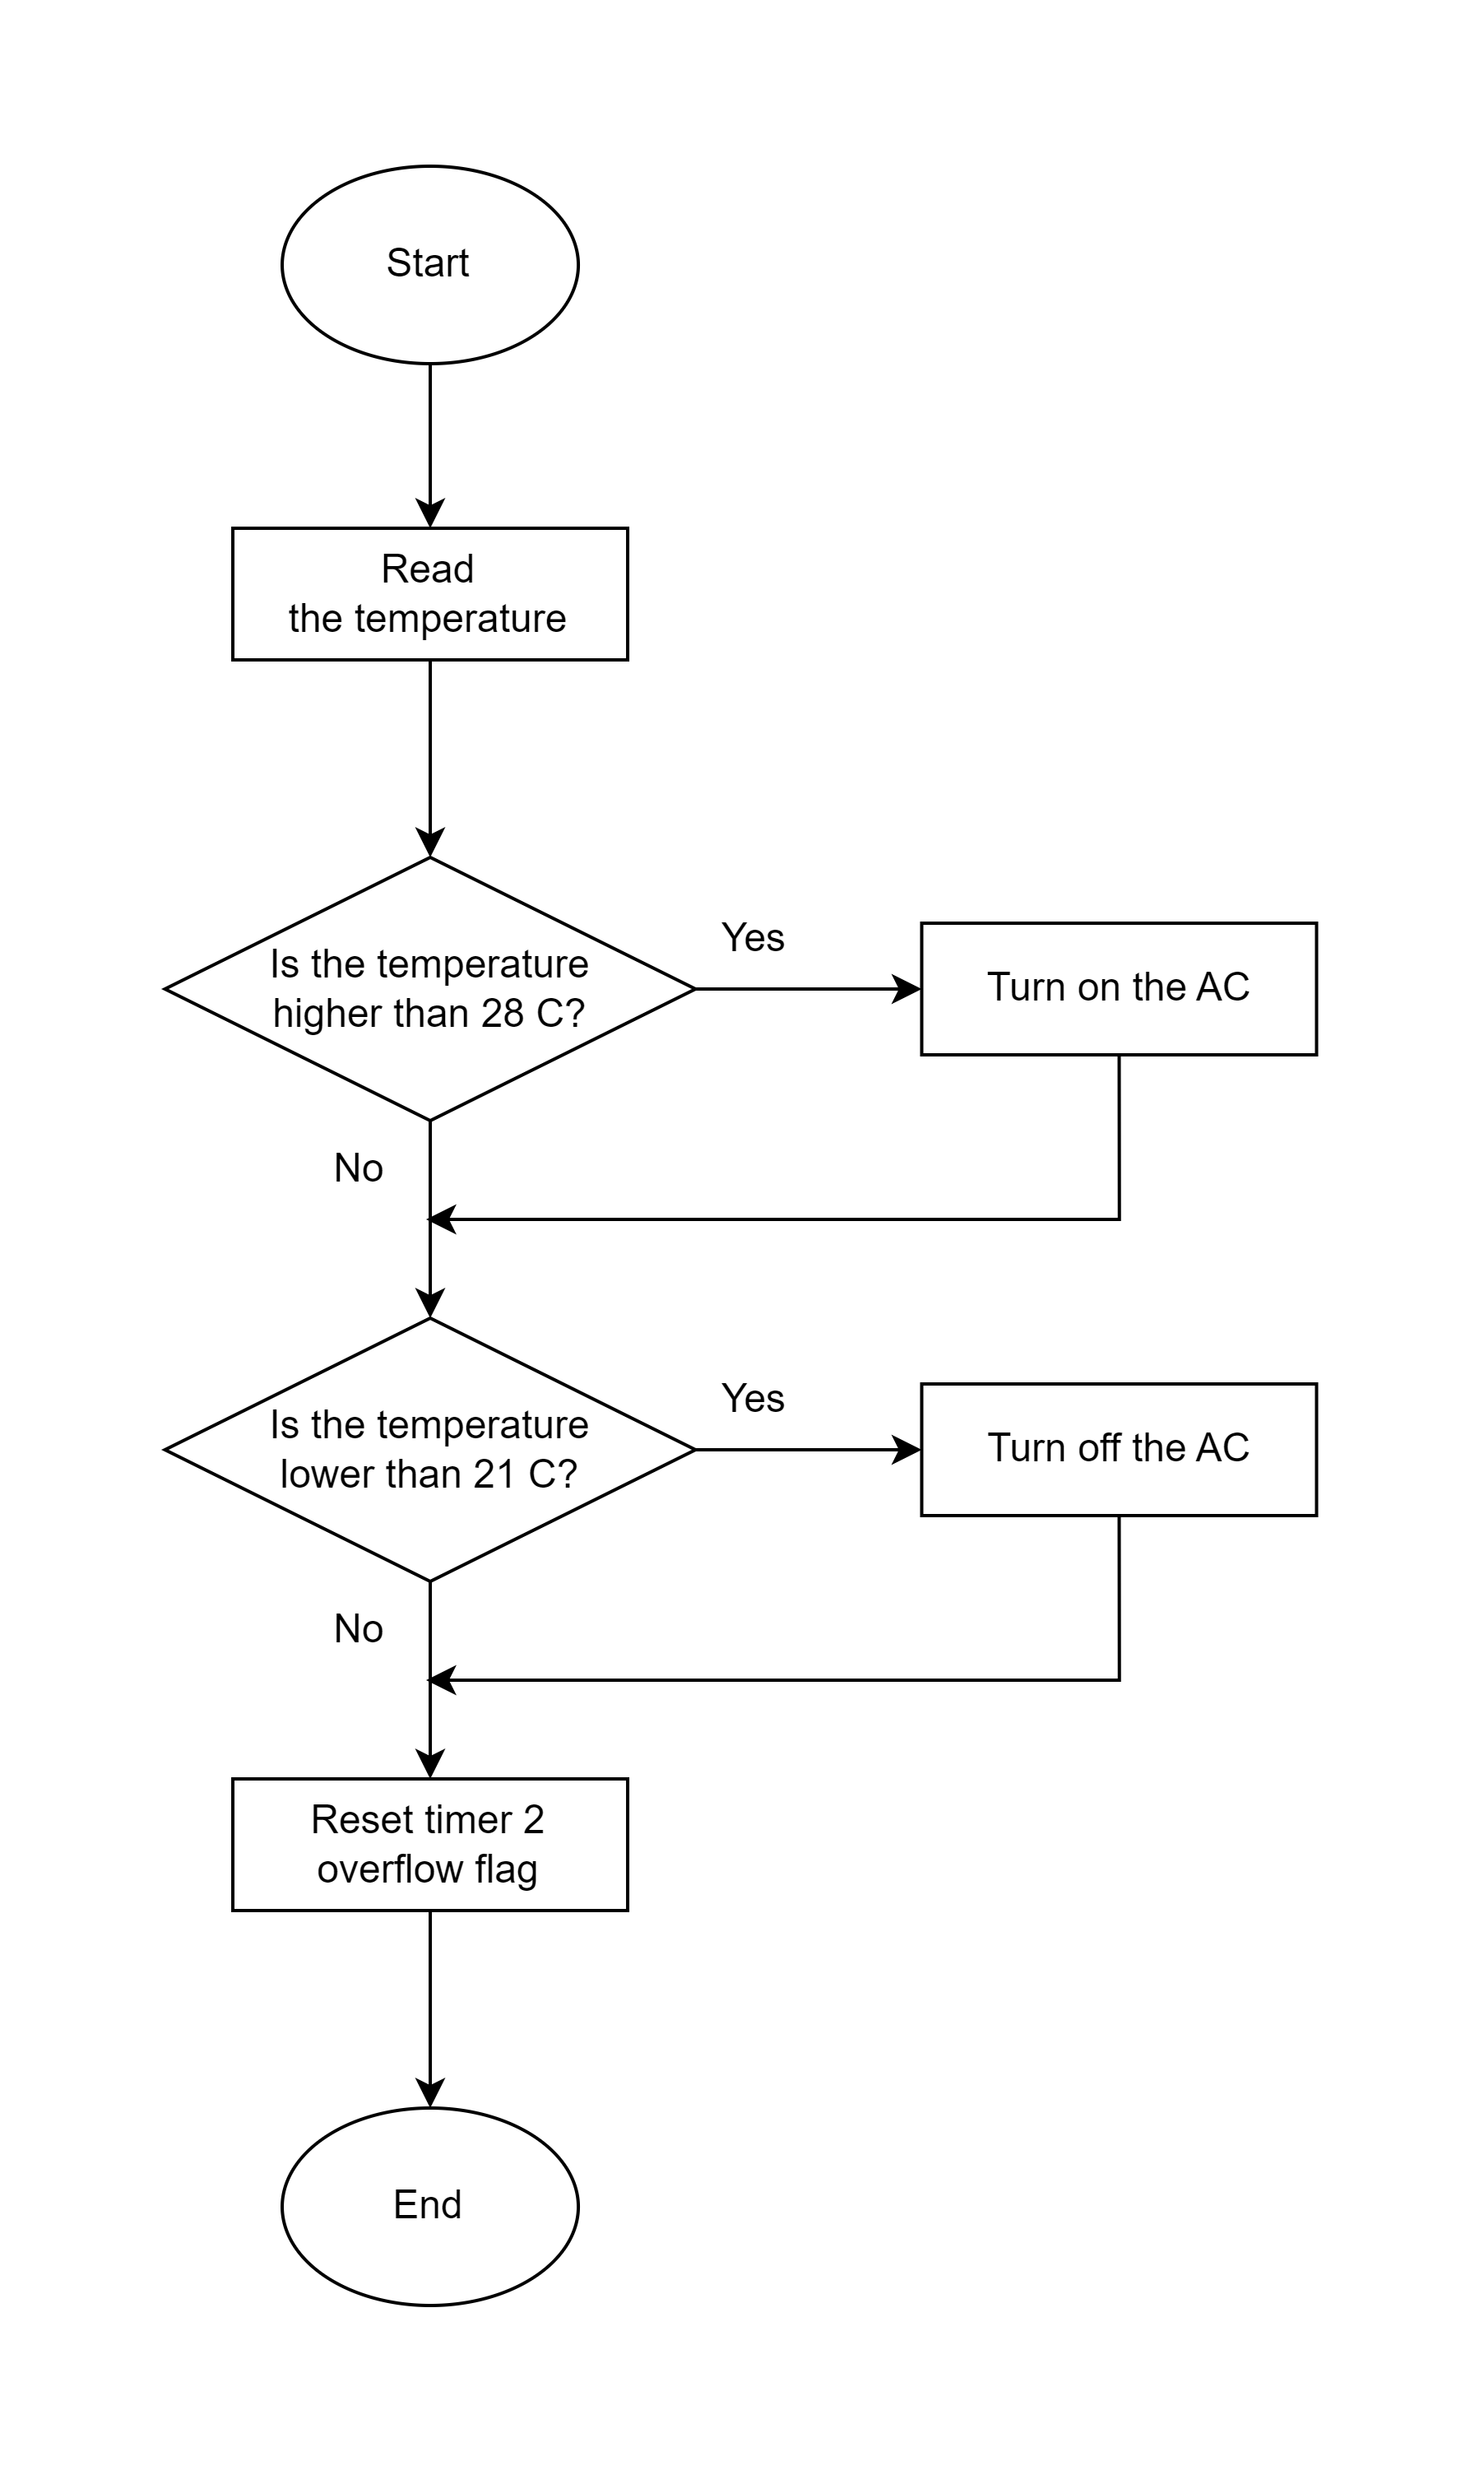 Start
Read
the temperature
Is the temperature
higher than 28 C?
Yes
Turn on the AC
No
Is the temperature
lower than 21 C?
Yes
Turn off the AC
No
Reset timer 2
overflow flag
End